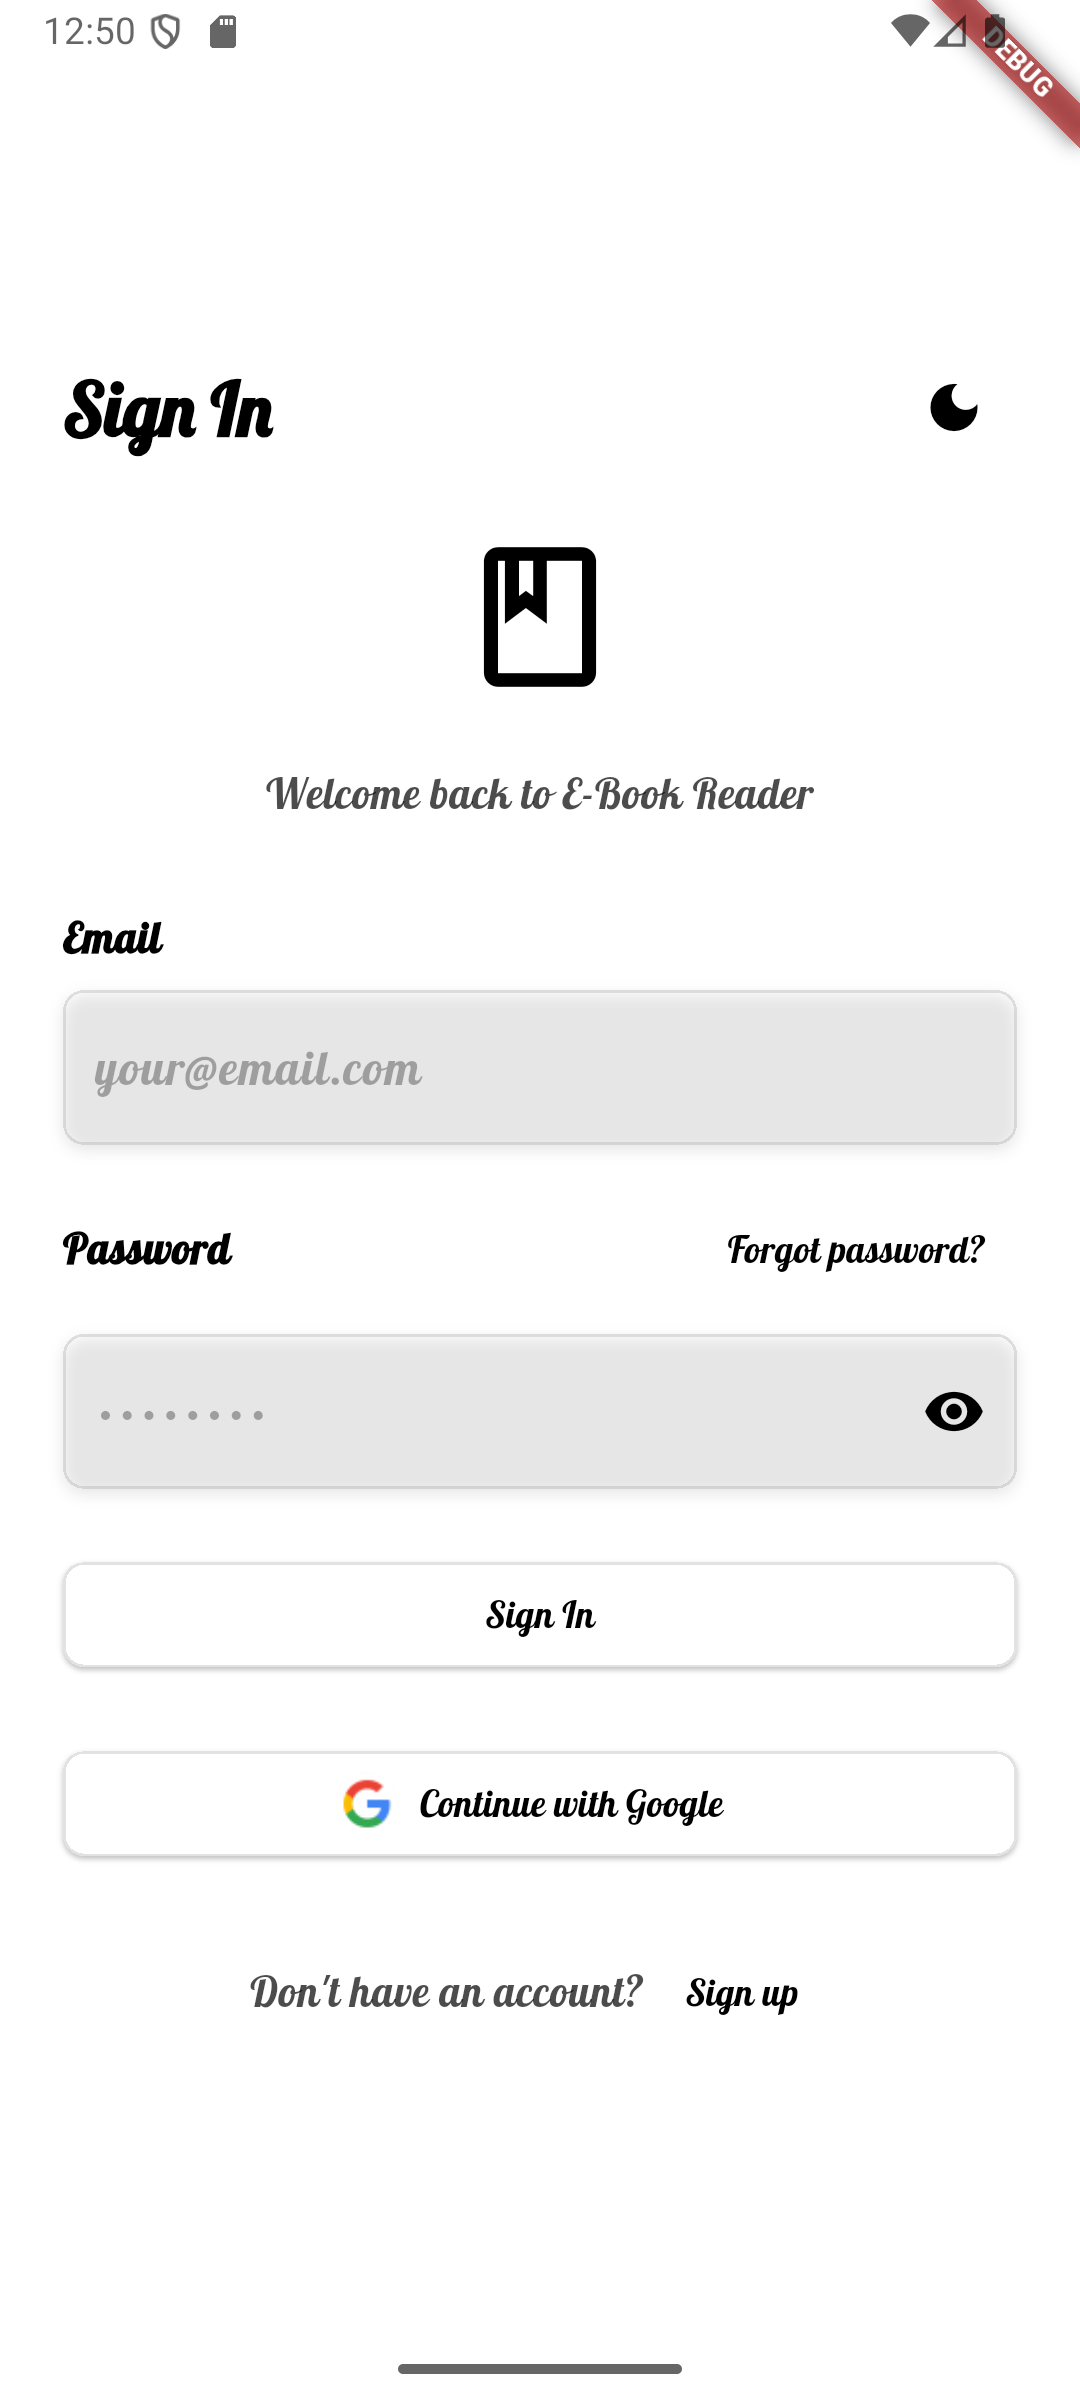 12:50
DEBUG
Sign In
Welcome back to E-Book Reader
Email
your@email.com
Password Forgot password?
••••••••
Sign In
Continue with Google
Don't have an account? Sign up